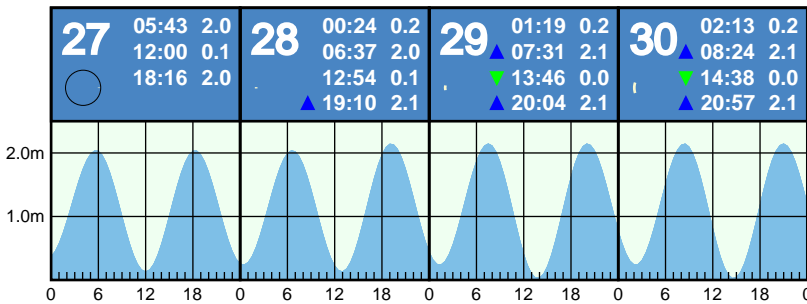 27
05:43 2.0
12:00 0.1
18:16 2.0
28
00:24 0.2
06:37 2.0
12:54 0.1
▲ 19:10 2.1
29
01:19 0.2
▲ 07:31 2.1
▼ 13:46 0.0
▲ 20:04 2.1
30
02:13 0.2
▲ 08:24 2.1
▼ 14:38 0.0
▲ 20:57 2.1
2.0m
1.0m
0 6 12 18 0 6 12 18 0 6 12 18 0 6 12 18 0